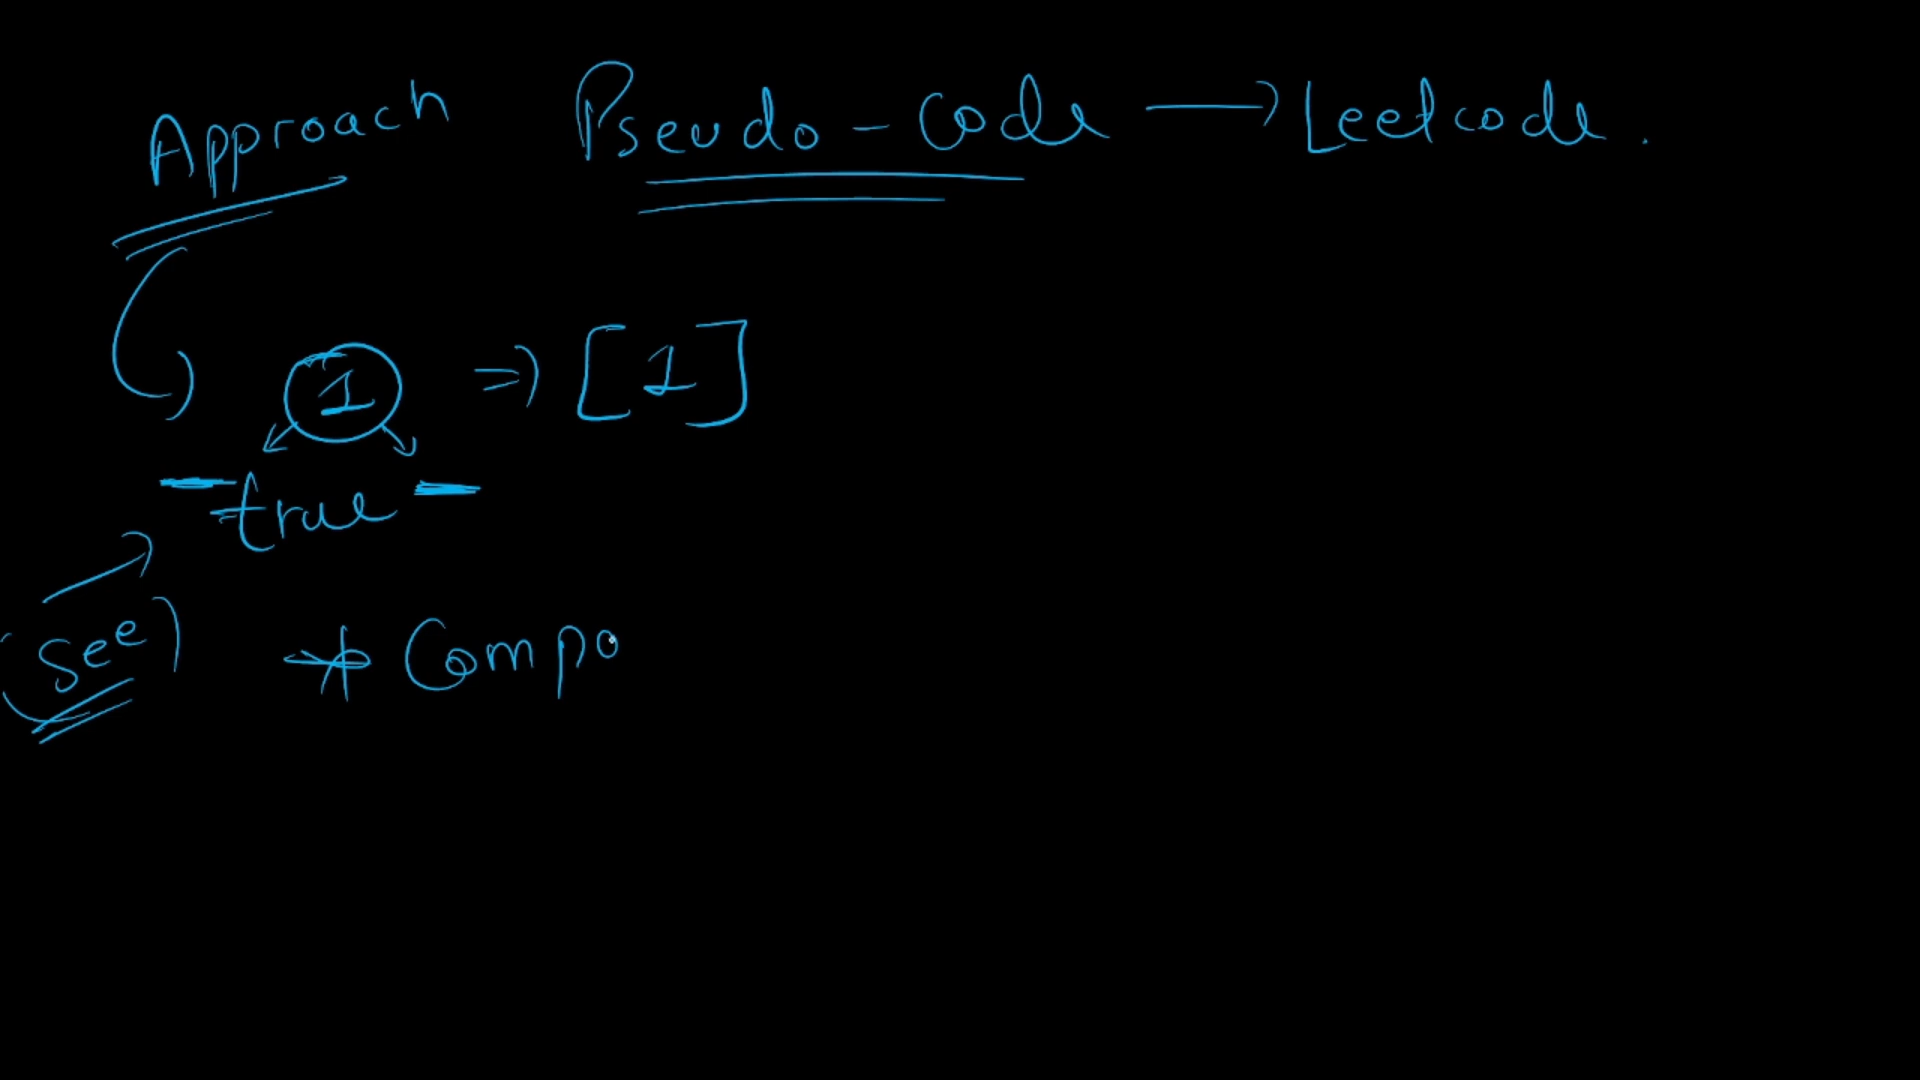 Approach Pseudo-Code → Leetcode.
1 => [1]
true
(See) * Compo